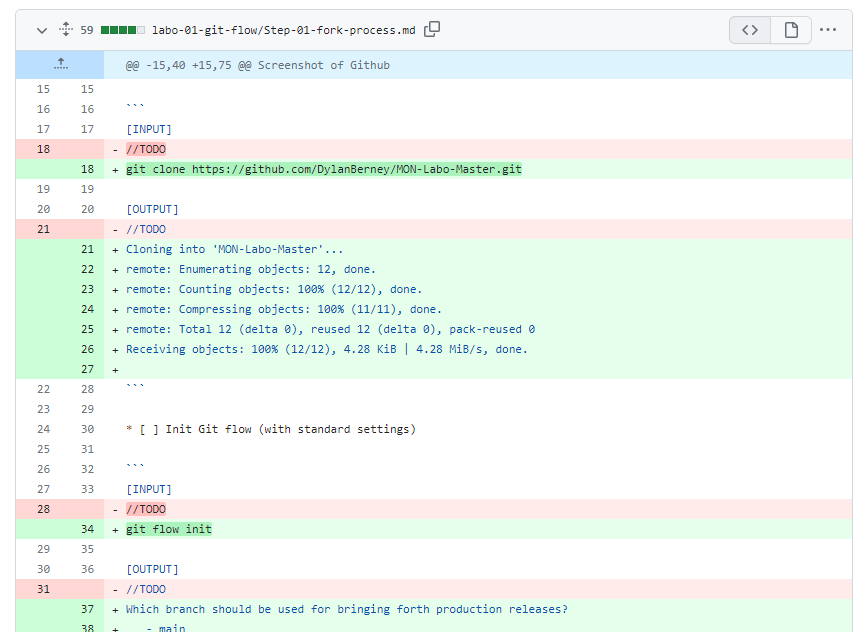 59 labo-01-git-flow/Step-01-fork-process.md
@@ -15,40 +15,75 @@ Screenshot of Github
15 15
16 16 ```
17 17 [INPUT]
18 - //TODO
18 + git clone https://github.com/DylanBerney/MON-Labo-Master.git
19 19
20 20 [OUTPUT]
21 - //TODO
21 + Cloning into 'MON-Labo-Master'...
22 + remote: Enumerating objects: 12, done.
23 + remote: Counting objects: 100% (12/12), done.
24 + remote: Compressing objects: 100% (11/11), done.
25 + remote: Total 12 (delta 0), reused 12 (delta 0), pack-reused 0
26 + Receiving objects: 100% (12/12), 4.28 KiB | 4.28 MiB/s, done.
27 +
22 28 ```
23 29
24 30 * [ ] Init Git flow (with standard settings)
25 31
26 32 ```
27 33 [INPUT]
28 - //TODO
34 + git flow init
29 35
30 36 [OUTPUT]
31 - //TODO
37 + Which branch should be used for bringing forth production releases?
38 + - main